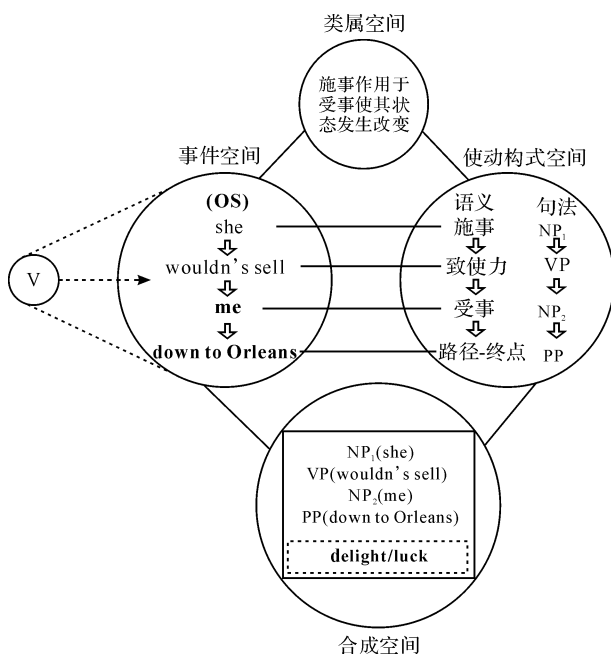 类属空间
施事作用于
受事使其状
态发生改变
事件空间
使动构式空间
(OS)
she
wouldn's sell
me
down to Orleans
V
语义
施事
致使力
受事
路径-终点
句法
NP₁
VP
NP₂
PP
NP₁(she)
VP(wouldn's sell)
NP₂(me)
PP(down to Orleans)
delight/luck
合成空间